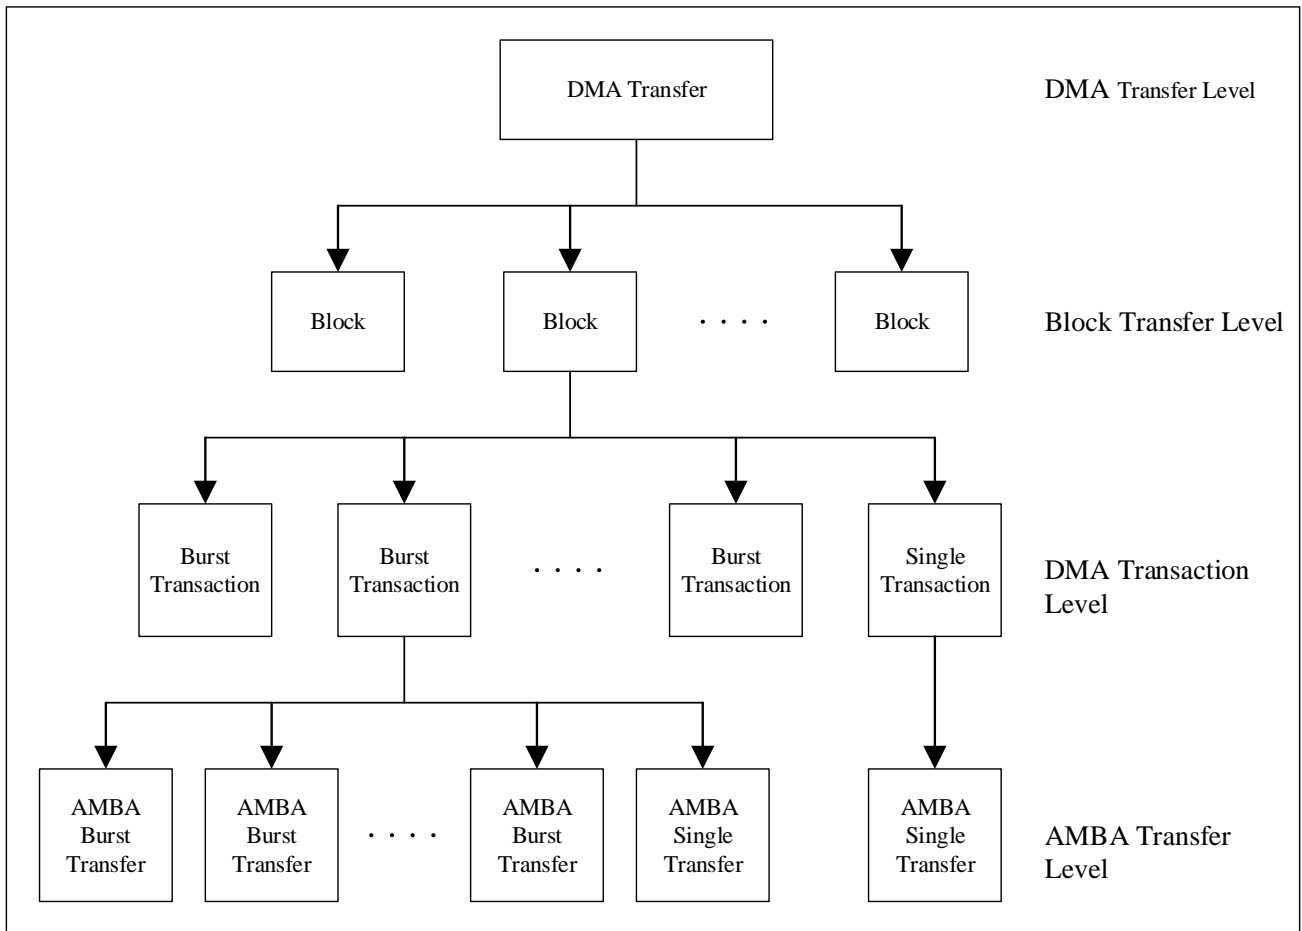 DMA Transfer
DMA Transfer Level
Block
Block
. . . .
Block
Block Transfer Level
Burst
Transaction
Burst
Transaction
. . . .
Burst
Transaction
Single
Transaction
DMA Transaction
Level
AMBA
Burst
Transfer
AMBA
Burst
Transfer
. . . .
AMBA
Burst
Transfer
AMBA
Single
Transfer
AMBA
Single
Transfer
AMBA Transfer
Level